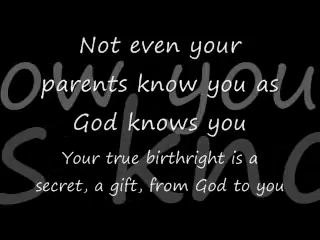 Not even your
parents know you as
God knows you
Your true birthright is a
secret, a gift, from God to you